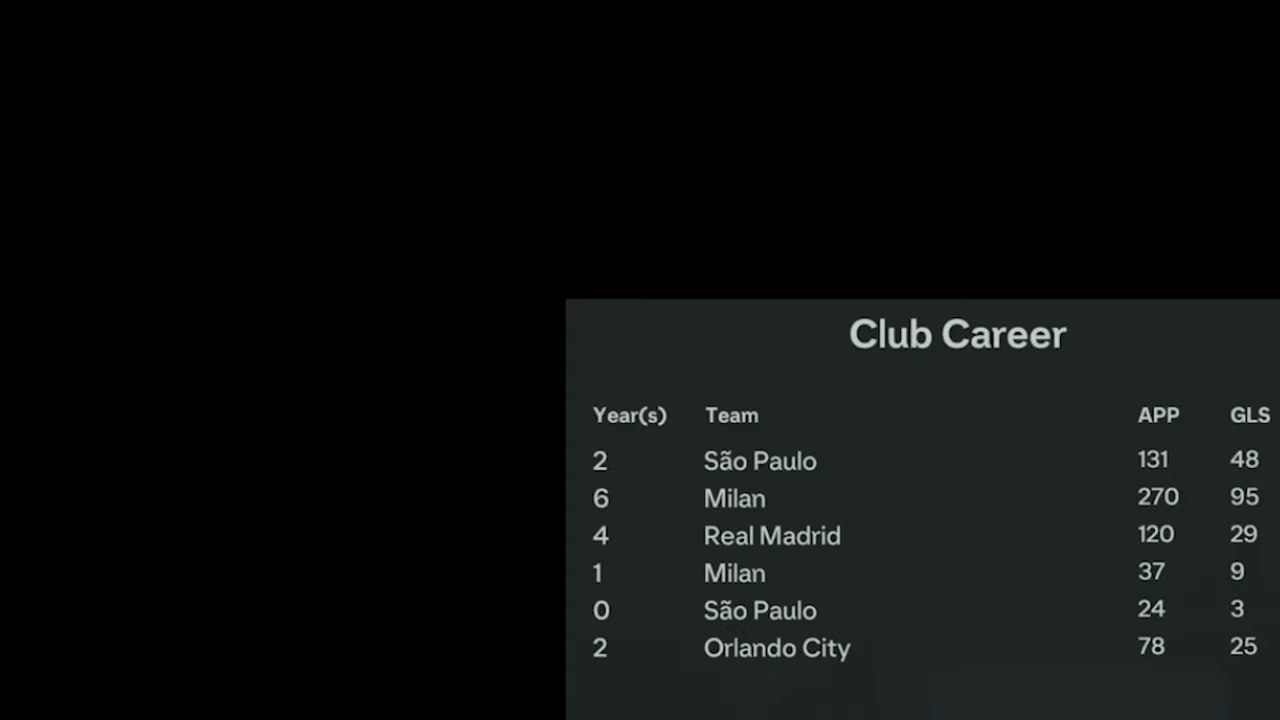 Club Career
Year(s) Team APP GLS
2 São Paulo 131 48
6 Milan 270 95
4 Real Madrid 120 29
1 Milan 37 9
0 São Paulo 24 3
2 Orlando City 78 25